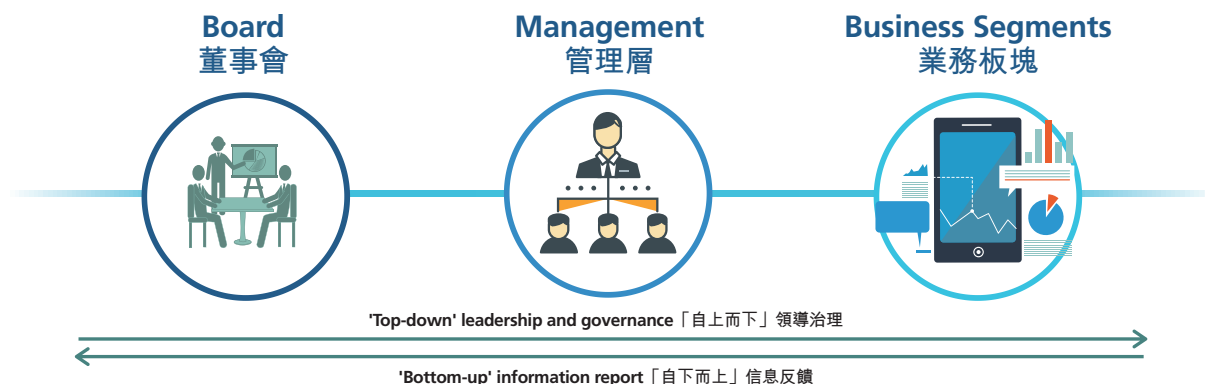 Board
董事會
Management
管理層
Business Segments
業務板塊
'Top-down' leadership and governance「自上而下」領導治理
'Bottom-up' information report「自下而上」信息反饋